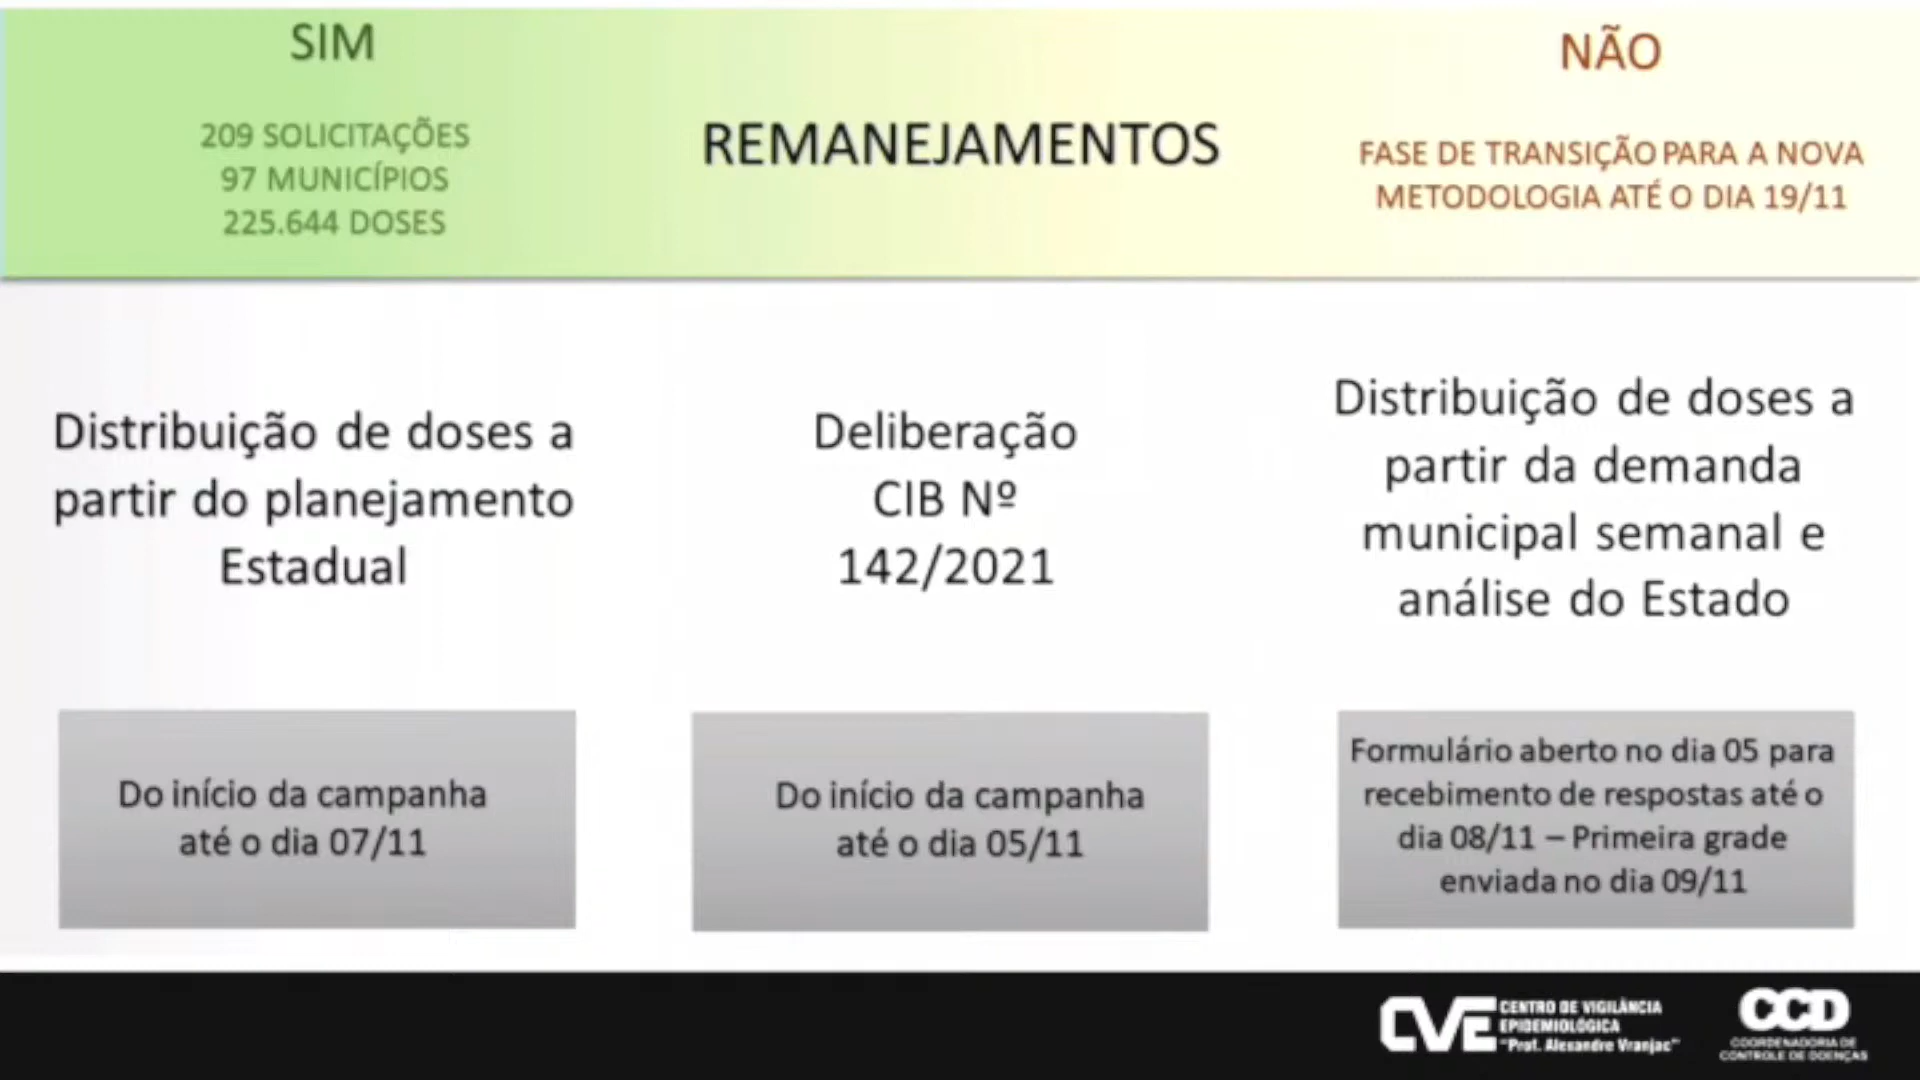 SIM
209 SOLICITAÇÕES
97 MUNICÍPIOS
225.644 DOSES
REMANEJAMENTOS
NÃO
FASE DE TRANSIÇÃO PARA A NOVA
METODOLOGIA ATÉ O DIA 19/11
Distribuição de doses a
partir do planejamento
Estadual
Deliberação
CIB Nº
142/2021
Distribuição de doses a
partir da demanda
municipal semanal e
análise do Estado
Do início da campanha
até o dia 07/11
Do início da campanha
até o dia 05/11
Formulário aberto no dia 05 para
recebimento de respostas até o
dia 08/11 – Primeira grade
enviada no dia 09/11
CVE
CENTRO DE VIGILÂNCIA
EPIDEMIOLÓGICA
"Prof. Alexandre Vranjac"
CCD
COORDENADORIA DE
CONTROLE DE DOENÇAS